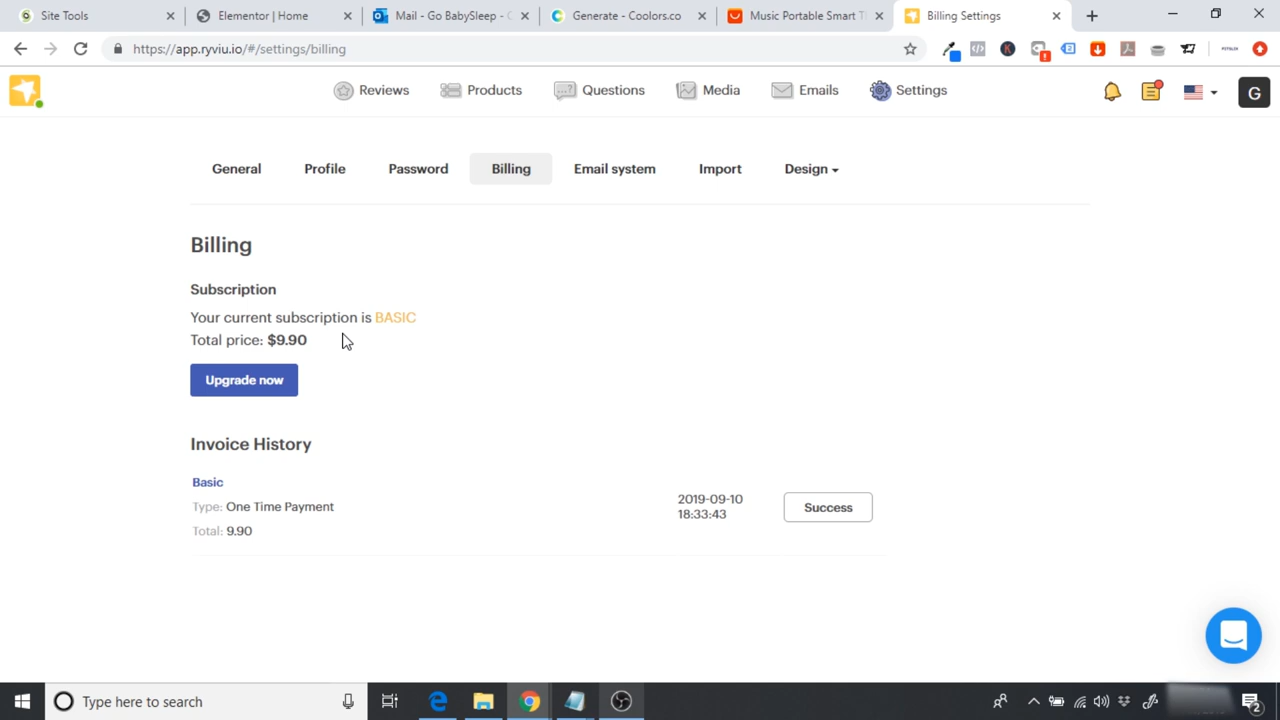 Site Tools
Elementor | Home
Mail - Go BabySleep - 
Generate - Coolors.co
Music Portable Smart T
Billing Settings
https://app.ryviu.io/#/settings/billing
Reviews
Products
Questions
Media
Emails
Settings
G
General
Profile
Password
Billing
Email system
Import
Design
Billing
Subscription
Your current subscription is BASIC
Total price: $9.90
Upgrade now
Invoice History
Basic
Type: One Time Payment
Total: 9.90
2019-09-10
18:33:43
Success
Type here to search
2